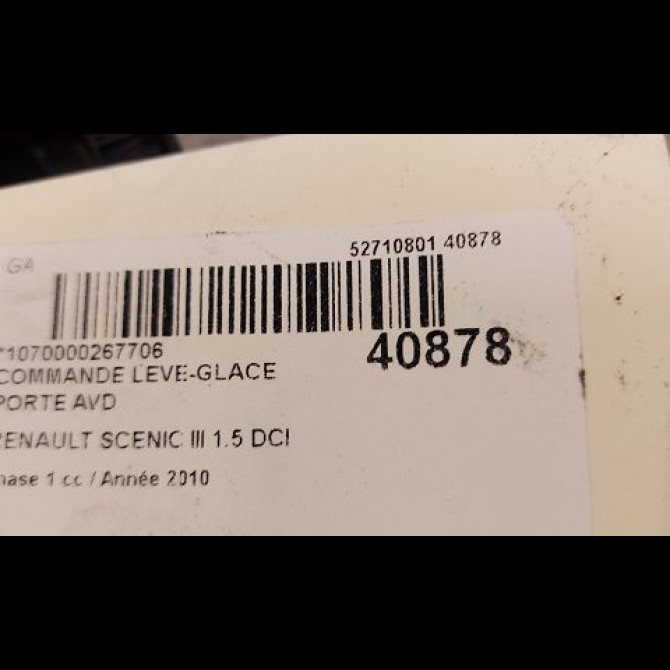 52710801 40878
GA
*1070000267706
40878
COMMANDE LEVE-GLACE
PORTE AVD
RENAULT SCENIC III 1.5 DCI
hase 1 cc / Année 2010